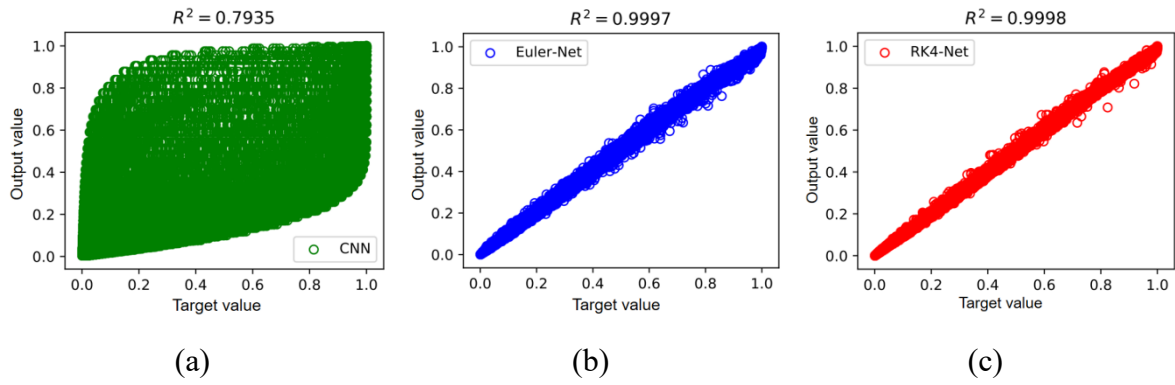 R² = 0.7935
1.0
0.8
0.6
0.4
0.2
0.0
Output value
CNN
0.0 0.2 0.4 0.6 0.8 1.0
Target value
(a)
R² = 0.9997
Euler-Net
1.0
0.8
0.6
0.4
0.2
0.0
Output value
0.0 0.2 0.4 0.6 0.8 1.0
Target value
(b)
R² = 0.9998
RK4-Net
1.0
0.8
0.6
0.4
0.2
0.0
Output value
0.0 0.2 0.4 0.6 0.8 1.0
Target value
(c)